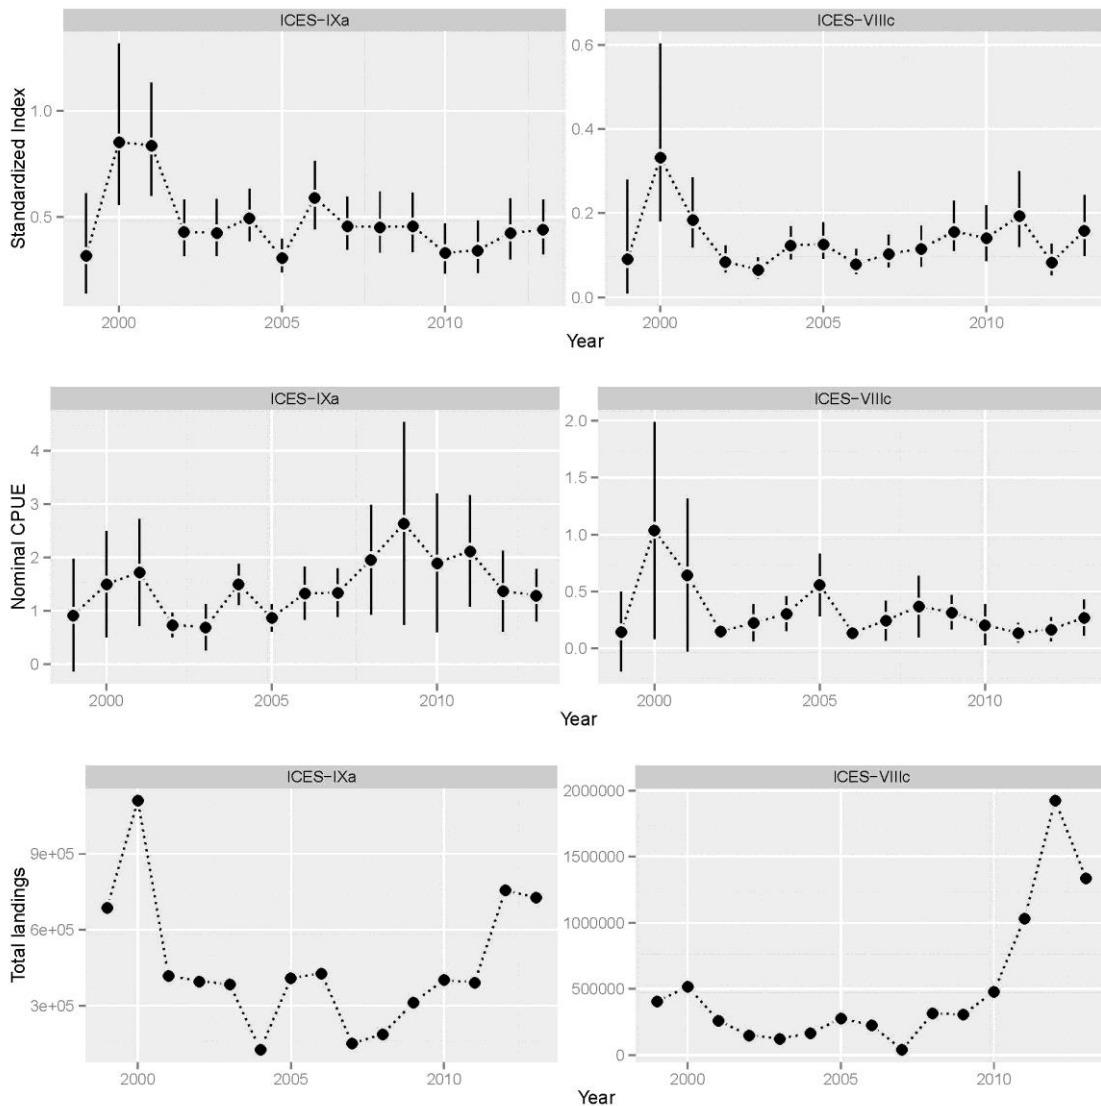 ICES-IXa
ICES-VIIIc
Standardized Index
1.0
0.5
0.6
0.4
0.2
0.0
2000
2005
2010
2000
2005
2010
Year
ICES-IXa
ICES-VIIIc
Nominal CPUE
4
3
2
1
0
2.0
1.5
1.0
0.5
0.0
2000
2005
2010
2000
2005
2010
Year
ICES-IXa
ICES-VIIIc
Total landings
9e+05
6e+05
3e+05
2000000
1500000
1000000
500000
0
2000
2005
2010
2000
2005
2010
Year